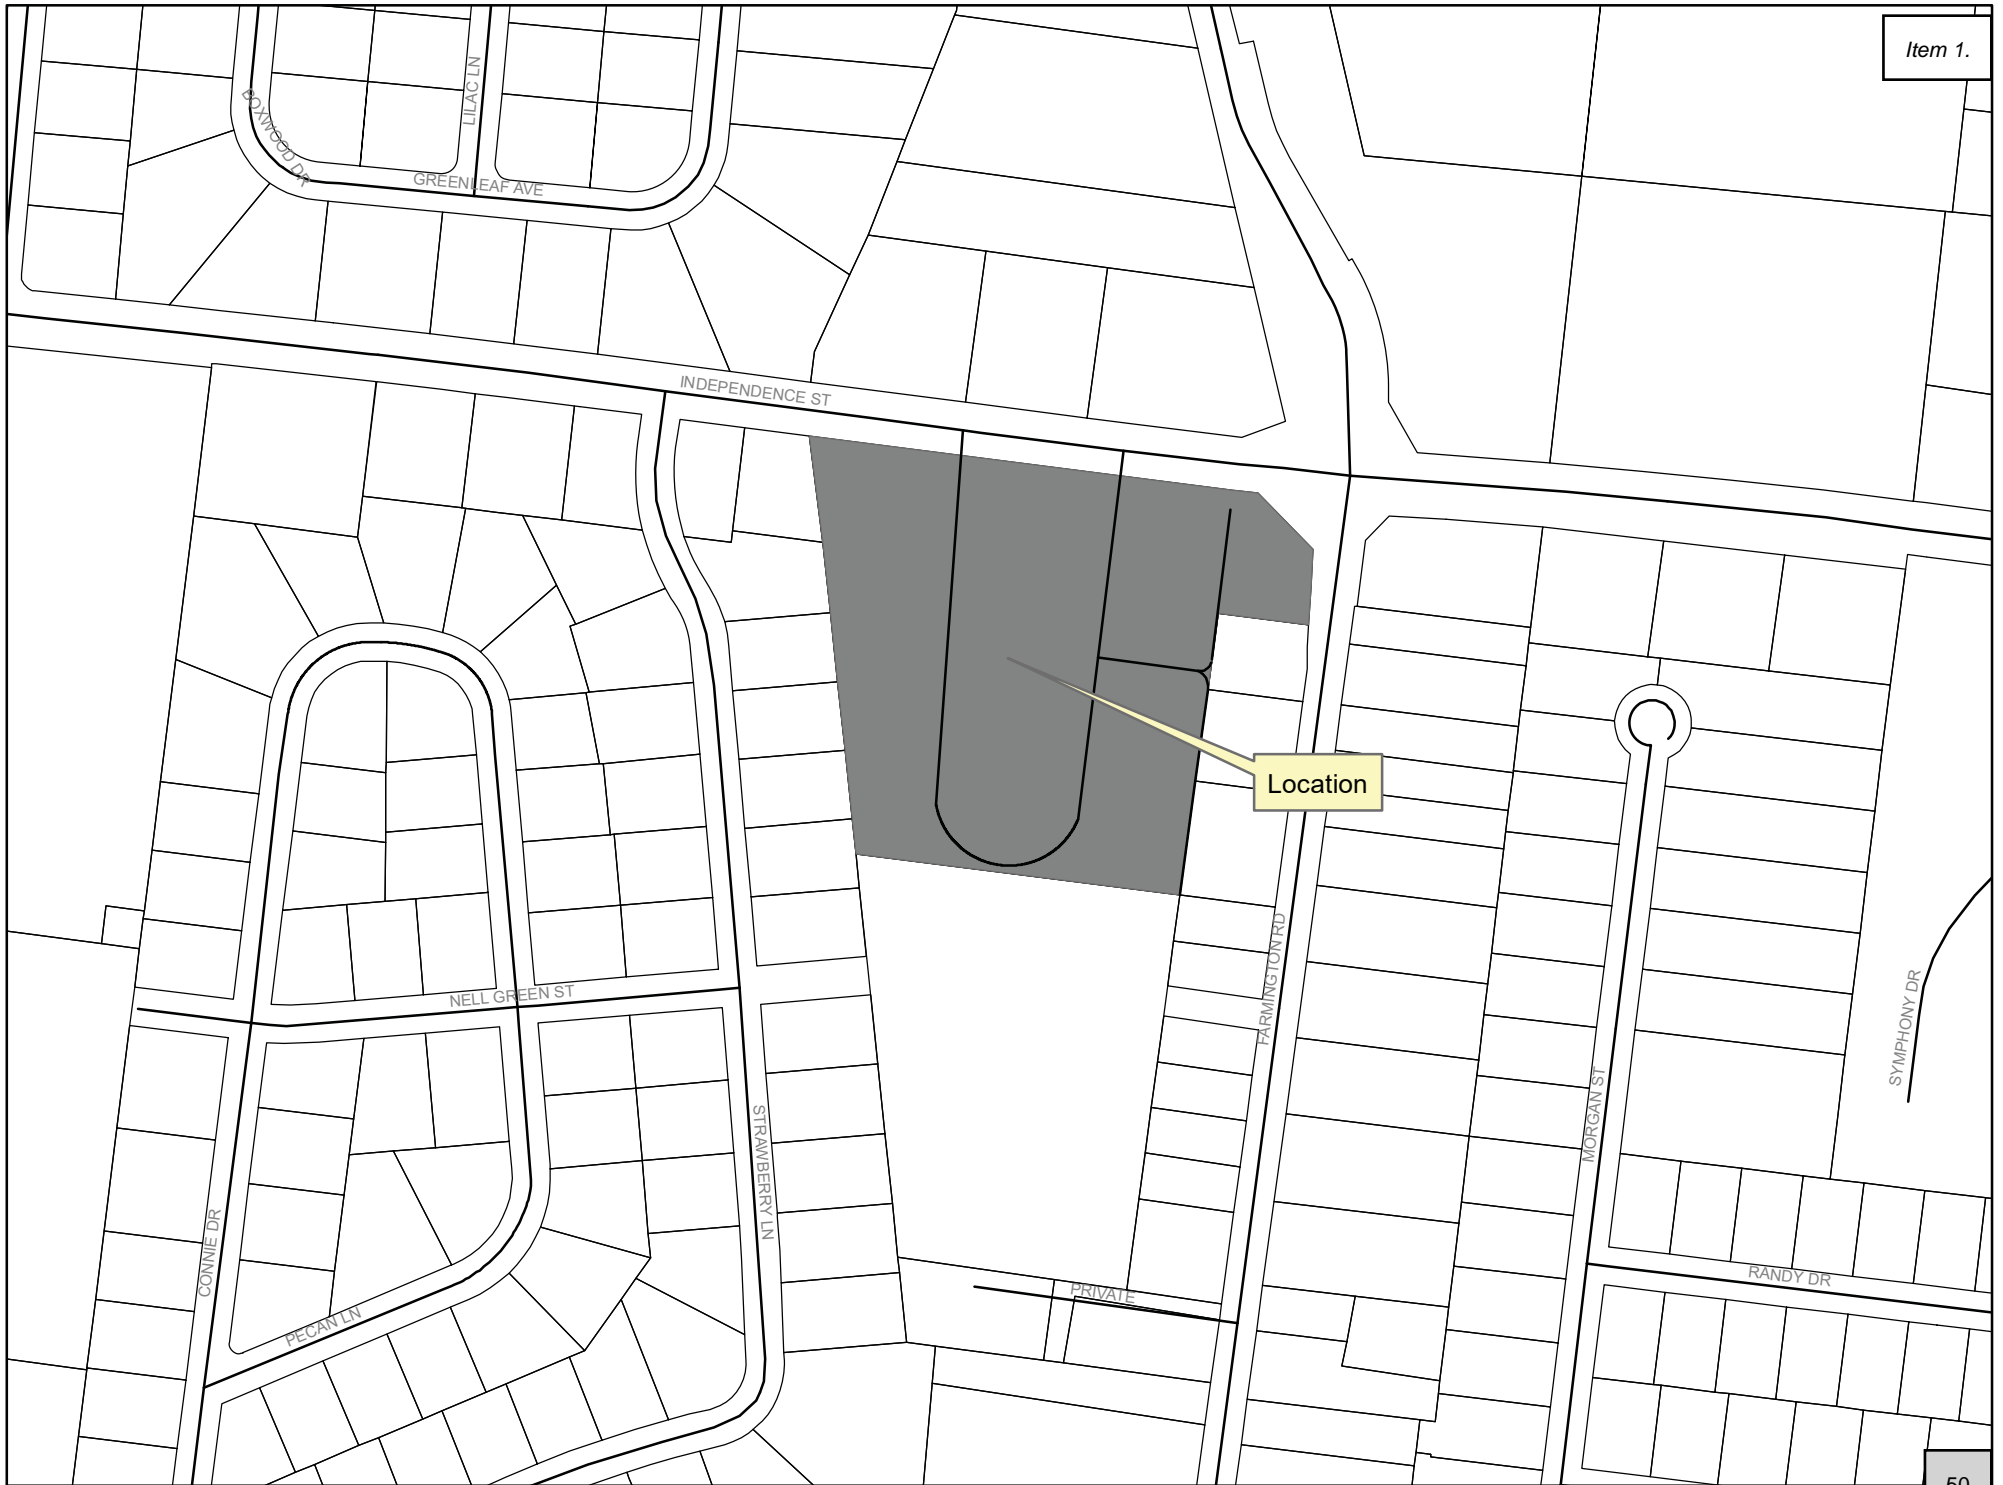 Item 1.
LILAC LN
BOXWOOD DR
GREENLEAF AVE
INDEPENDENCE ST
Location
FARMINGTON RD
SYMPHONY DR
NELL GREEN ST
MORGAN ST
STRAWBERRY LN
CONNIE DR
RANDY DR
PRIVATE
PECAN LN
50